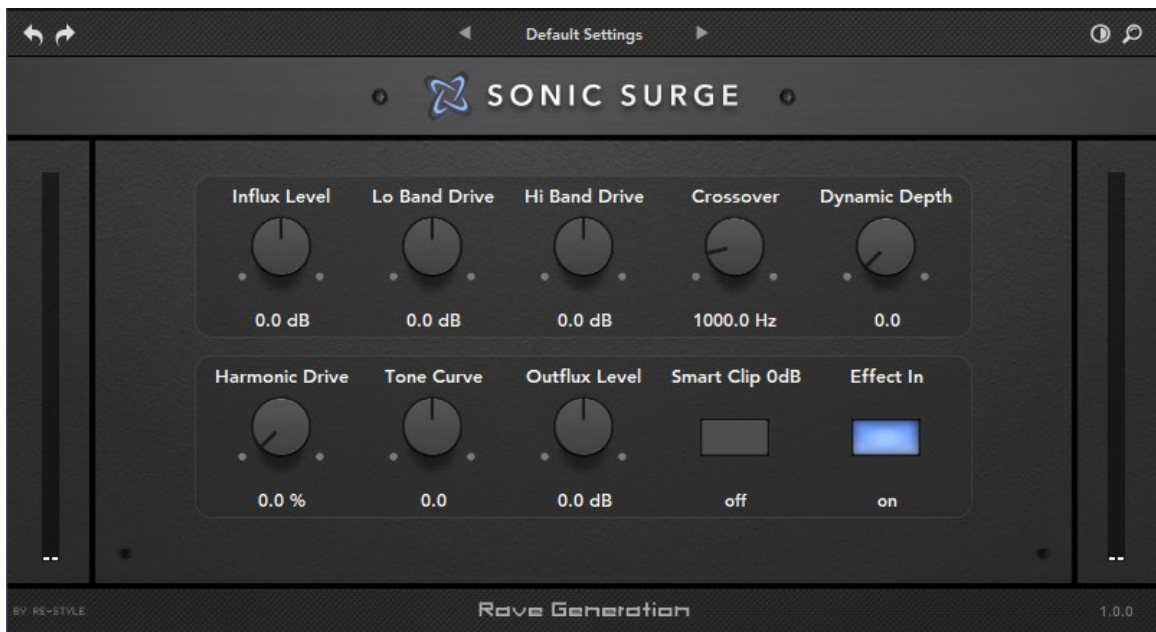 Default Settings
SONIC SURGE
Influx Level Lo Band Drive Hi Band Drive Crossover Dynamic Depth
0.0 dB 0.0 dB 0.0 dB 1000.0 Hz 0.0
Harmonic Drive Tone Curve Outflux Level Smart Clip 0dB Effect In
0.0 % 0.0 0.0 dB off on
BY RE-STYLE Rave Generation 1.0.0